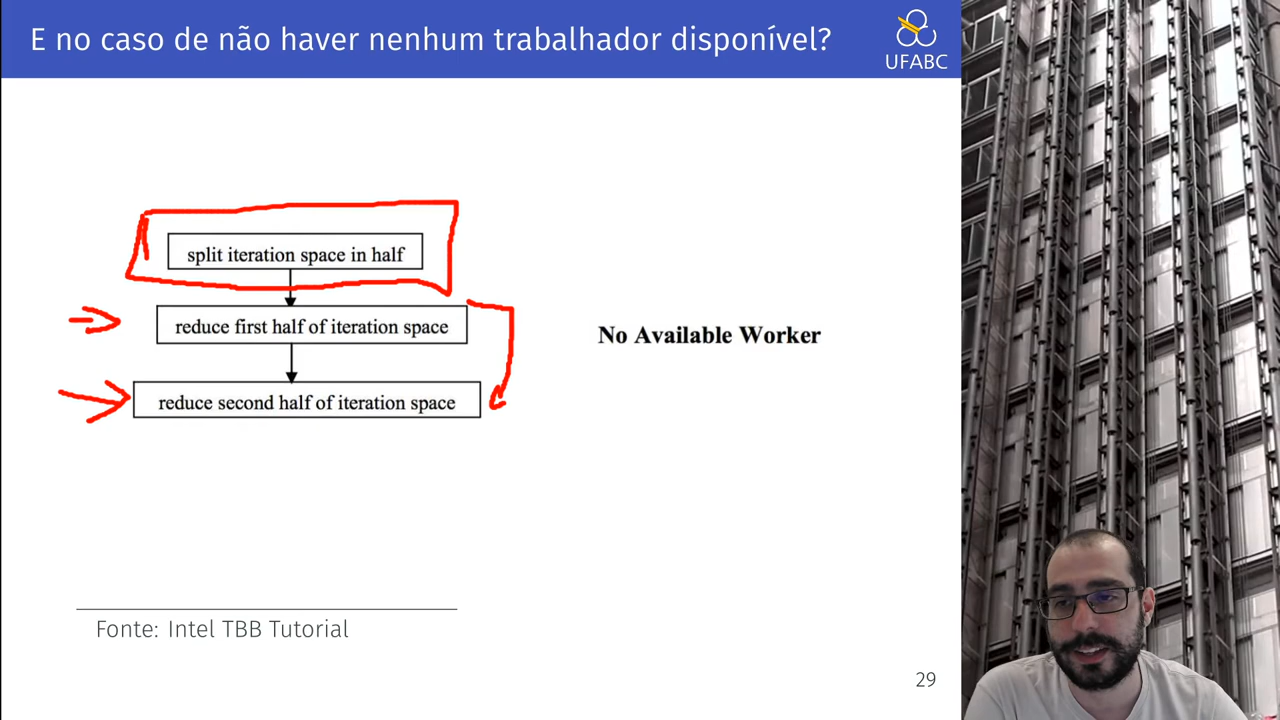 E no caso de não haver nenhum trabalhador disponível?
UFABC
split iteration space in half
reduce first half of iteration space
No Available Worker
reduce second half of iteration space
Fonte: Intel TBB Tutorial
29